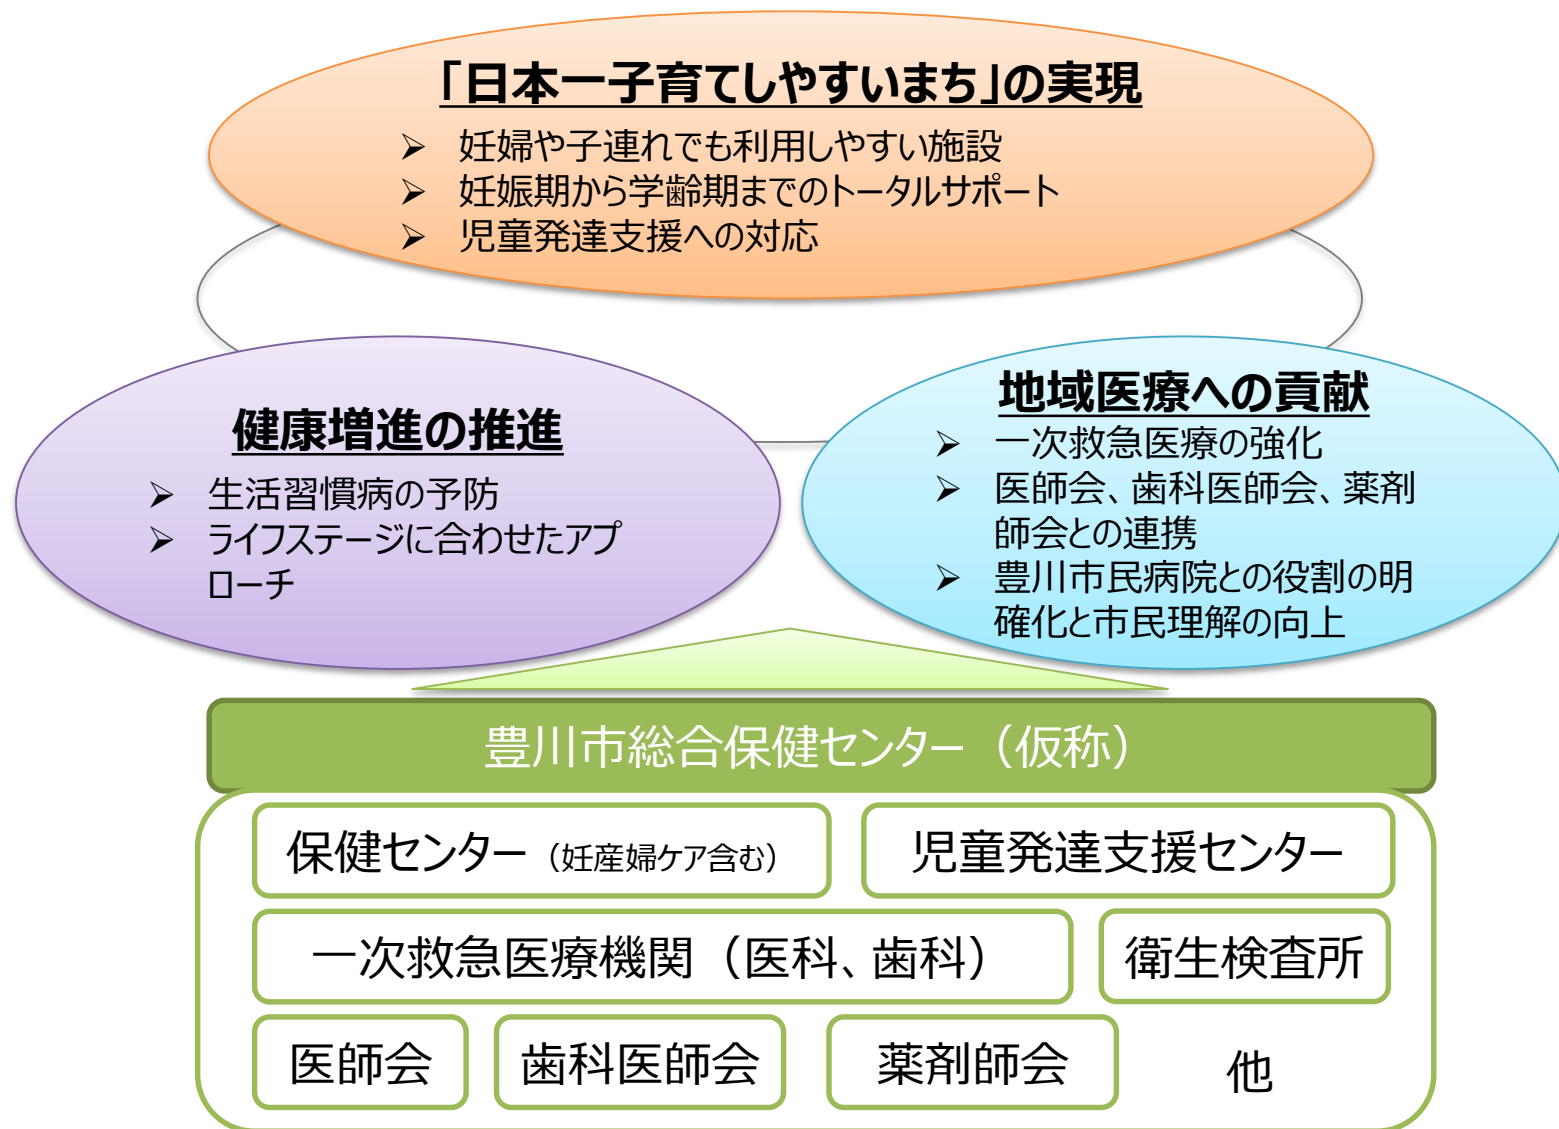 「日本一子育てしやすいまち」の実現
➢ 妊婦や子連れでも利用しやすい施設
➢ 妊娠期から学齢期までのトータルサポート
➢ 児童発達支援への対応
健康増進の推進
➢ 生活習慣病の予防
➢ ライフステージに合わせたアプ
ローチ
地域医療への貢献
➢ 一次救急医療の強化
➢ 医師会、歯科医師会、薬剤
師会との連携
➢ 豊川市民病院との役割の明
確化と市民理解の向上
豊川市総合保健センター（仮称）
保健センター（妊産婦ケア含む）
児童発達支援センター
一次救急医療機関（医科、歯科）
衛生検査所
医師会
歯科医師会
薬剤師会
他